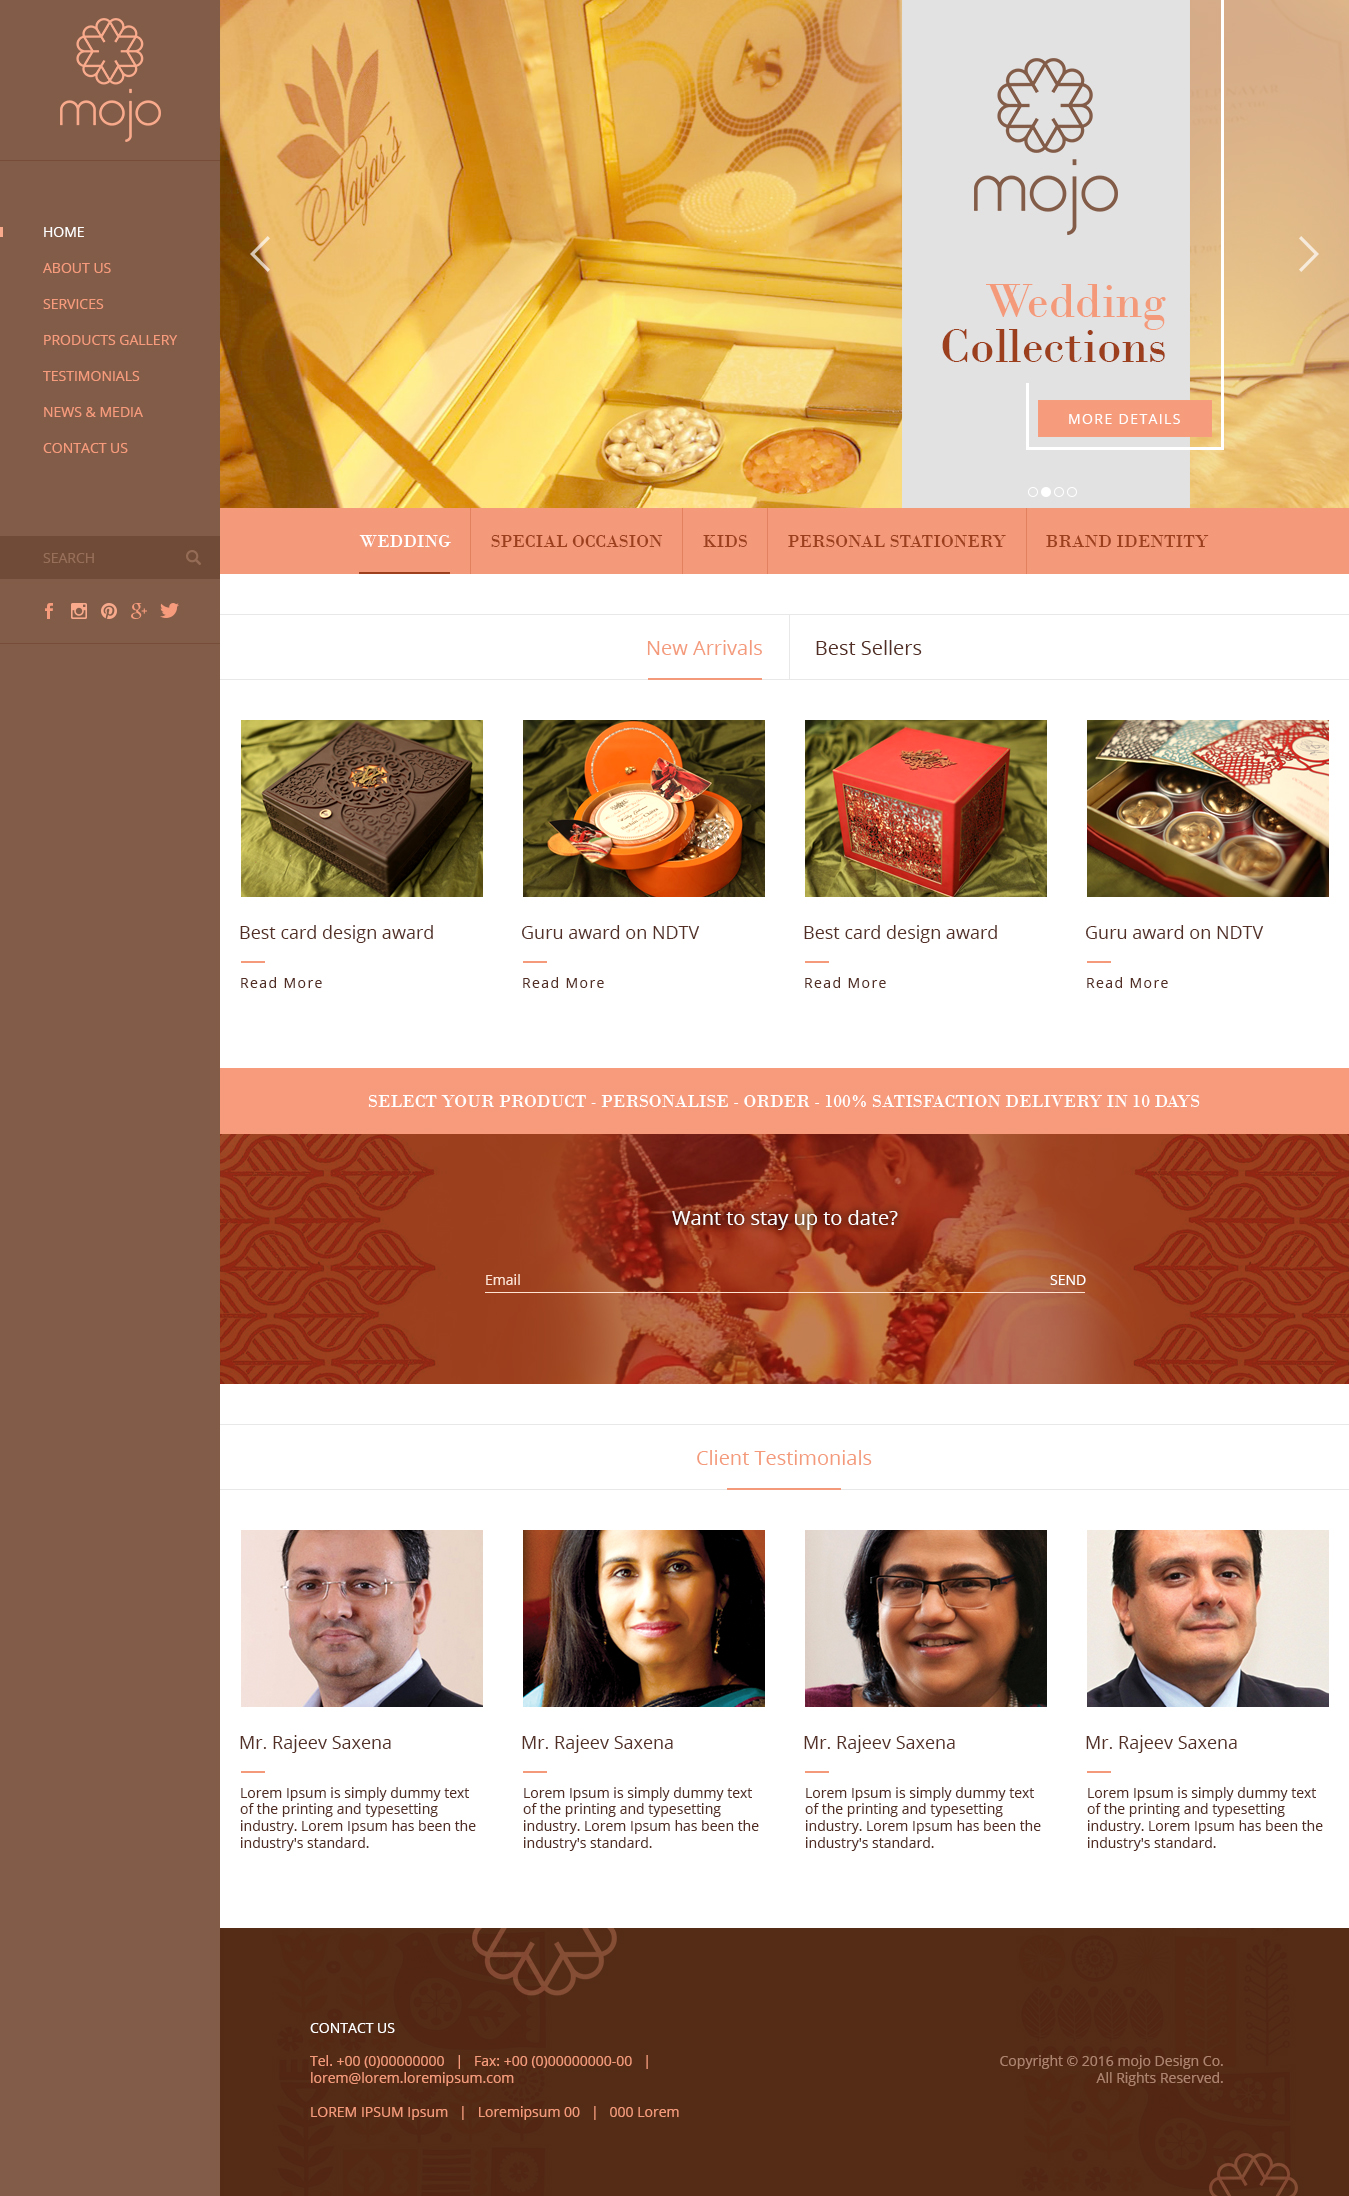 mojo
HOME
ABOUT US
SERVICES
PRODUCTS GALLERY
TESTIMONIALS
NEWS & MEDIA
CONTACT US
SEARCH
Nayar's
mojo
Wedding
Collections
MORE DETAILS
WEDDING
SPECIAL OCCASION
KIDS
PERSONAL STATIONERY
BRAND IDENTITY
New Arrivals
Best Sellers
Best card design award
Read More
Guru award on NDTV
Read More
Best card design award
Read More
Guru award on NDTV
Read More
SELECT YOUR PRODUCT - PERSONALISE - ORDER - 100% SATISFACTION DELIVERY IN 10 DAYS
Want to stay up to date?
Email
SEND
Client Testimonials
Mr. Rajeev Saxena
Lorem Ipsum is simply dummy text
of the printing and typesetting
industry. Lorem Ipsum has been the
industry's standard.
Mr. Rajeev Saxena
Lorem Ipsum is simply dummy text
of the printing and typesetting
industry. Lorem Ipsum has been the
industry's standard.
Mr. Rajeev Saxena
Lorem Ipsum is simply dummy text
of the printing and typesetting
industry. Lorem Ipsum has been the
industry's standard.
Mr. Rajeev Saxena
Lorem Ipsum is simply dummy text
of the printing and typesetting
industry. Lorem Ipsum has been the
industry's standard.
CONTACT US
Tel. +00 (0)00000000 | Fax: +00 (0)00000000-00 |
lorem@lorem.loremipsum.com
LOREM IPSUM Ipsum | Loremipsum 00 | 000 Lorem
Copyright © 2016 mojo Design Co.
All Rights Reserved.